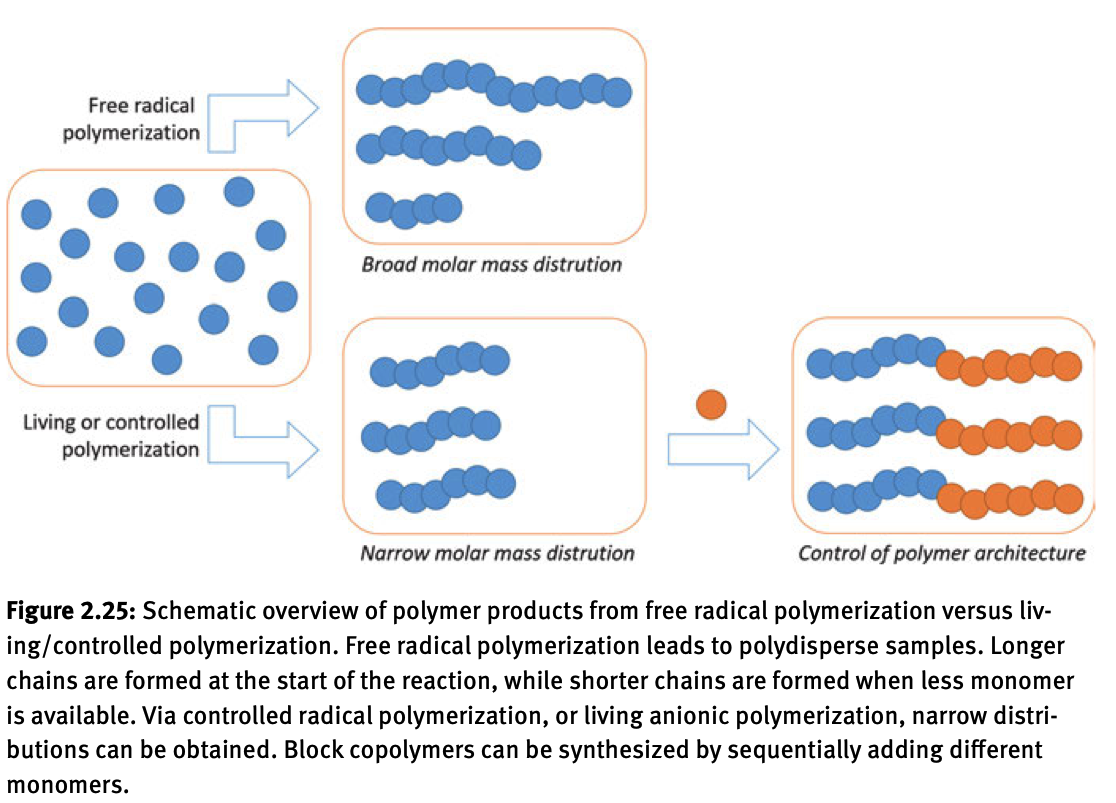 Free radical
polymerization
Broad molar mass distrution
Living or controlled
polymerization
Narrow molar mass distrution
Control of polymer architecture
Figure 2.25: Schematic overview of polymer products from free radical polymerization versus liv-
ing/controlled polymerization. Free radical polymerization leads to polydisperse samples. Longer
chains are formed at the start of the reaction, while shorter chains are formed when less monomer
is available. Via controlled radical polymerization, or living anionic polymerization, narrow distri-
butions can be obtained. Block copolymers can be synthesized by sequentially adding different
monomers.